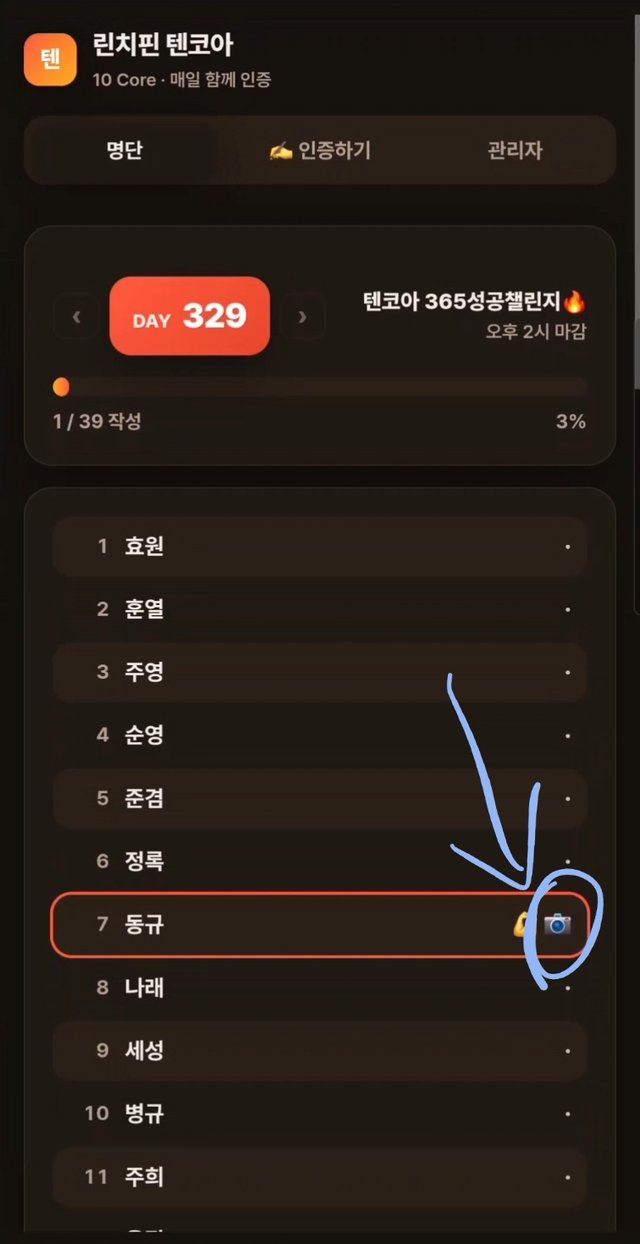 텐
린치핀 텐코아
10 Core · 매일 함께 인증
명단
✍️ 인증하기
관리자
‹ DAY 329 ›
텐코아 365성공챌린지🔥
오후 2시 마감
1 / 39 작성
3%
1 효원 ·
2 훈열 ·
3 주영 ·
4 순영 ·
5 준겸 ·
6 정록 ·
7 동규 💪 📷
8 나래 ·
9 세성 ·
10 병규 ·
11 주희 ·